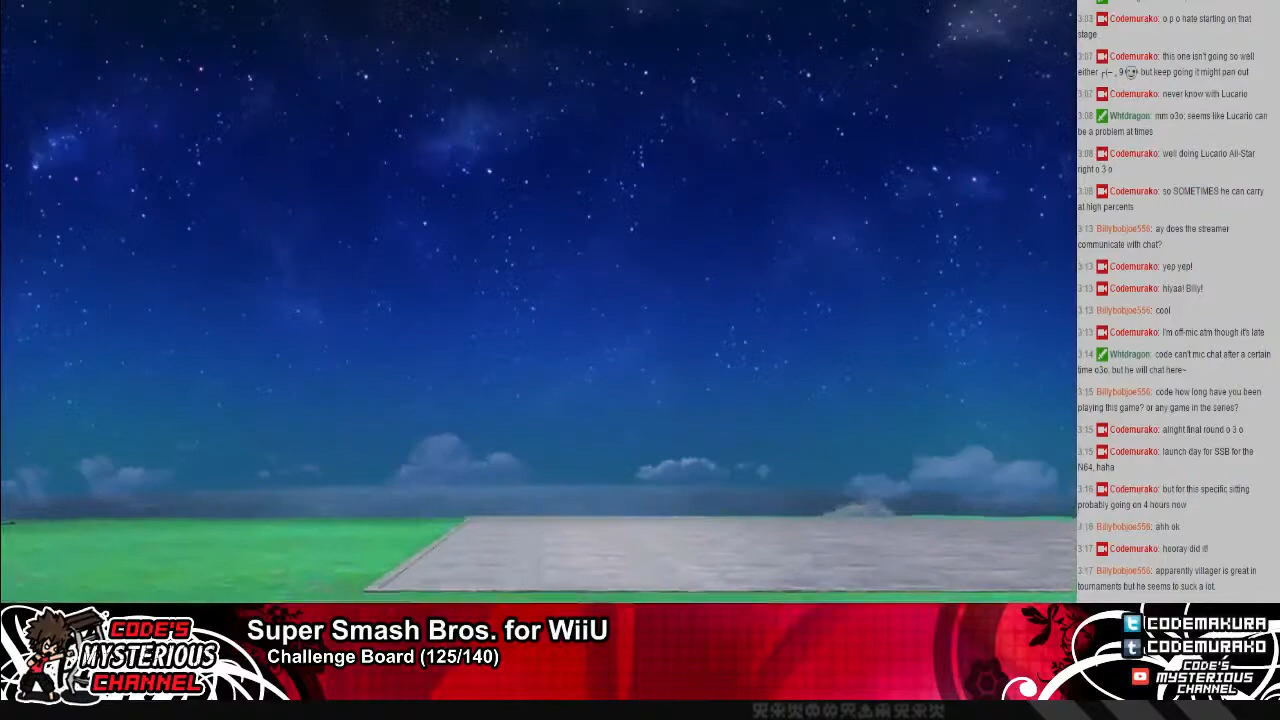 3:03 Codemurako: o p o hate starting on that
stage
3:07 Codemurako: this one isn't going so well
but keep going it might pan out
3:07 Codemurako: never know with Lucario
3:08 Whtdragon: mm o3o; seems like Lucario can
be a problem at times
3:08 Codemurako: well doing Lucario All-Star
right o 3 o
3:08 Codemurako: so SOMETIMES he can carry
at high percents
3:13 Billybobjoe556: ay does the streamer
communicate with chat?
3:13 Codemurako: yep yep!
3:13 Codemurako: hiyaa! Billy!
3:13 Billybobjoe556: cool
3:13 Codemurako: I'm off-mic atm though it's late
3:14 Whtdragon: code can't mic chat after a certain
time o3o, but he will chat here~
3:15 Billybobjoe556: code how long have you been
playing this game? or any game in the series?
3:15 Codemurako: alright final round o 3 o
3:15 Codemurako: launch day for SSB for the
N64, haha
3:16 Codemurako: but for this specific sitting
probably going on 4 hours now
3:16 Billybobjoe556: ahh ok
3:17 Codemurako: hooray did it!
3:17 Billybobjoe556: apparently villager is great in
tournaments but he seems to suck a lot.
CODE'S
MYSTERIOUS
CHANNEL
Super Smash Bros. for WiiU
Challenge Board (125/140)
CODEMAKURA
CODEMURAKO
CODE'S
MYSTERIOUS
CHANNEL